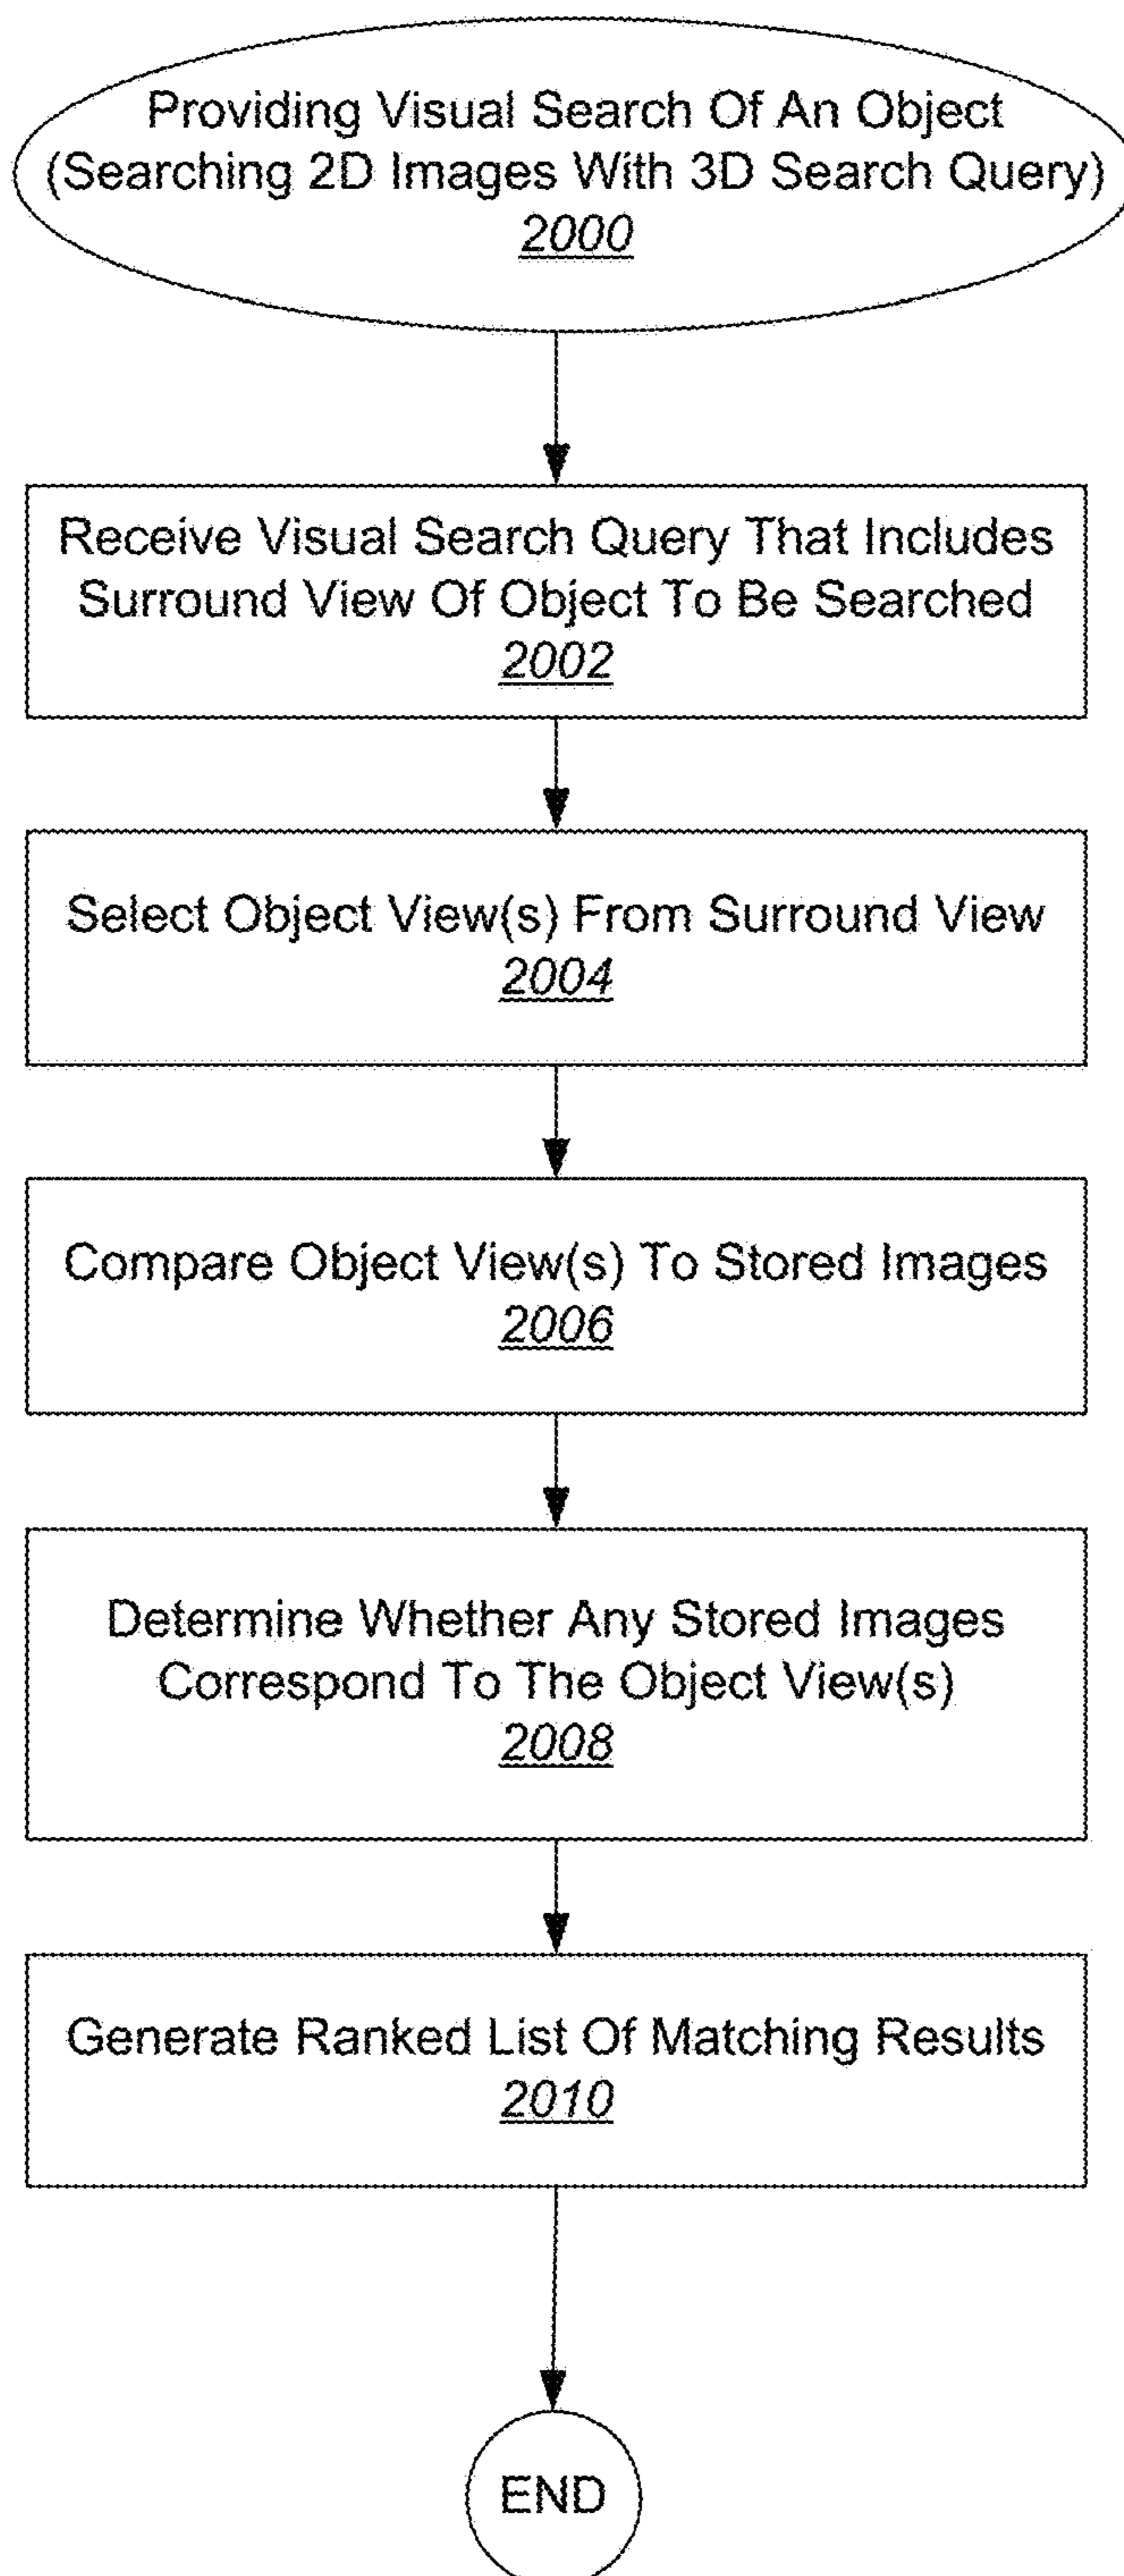 Providing Visual Search Of An Object
(Searching 2D Images With 3D Search Query)
2000
Receive Visual Search Query That Includes
Surround View Of Object To Be Searched
2002
Select Object View(s) From Surround View
2004
Compare Object View(s) To Stored Images
2006
Determine Whether Any Stored Images
Correspond To The Object View(s)
2008
Generate Ranked List Of Matching Results
2010
END